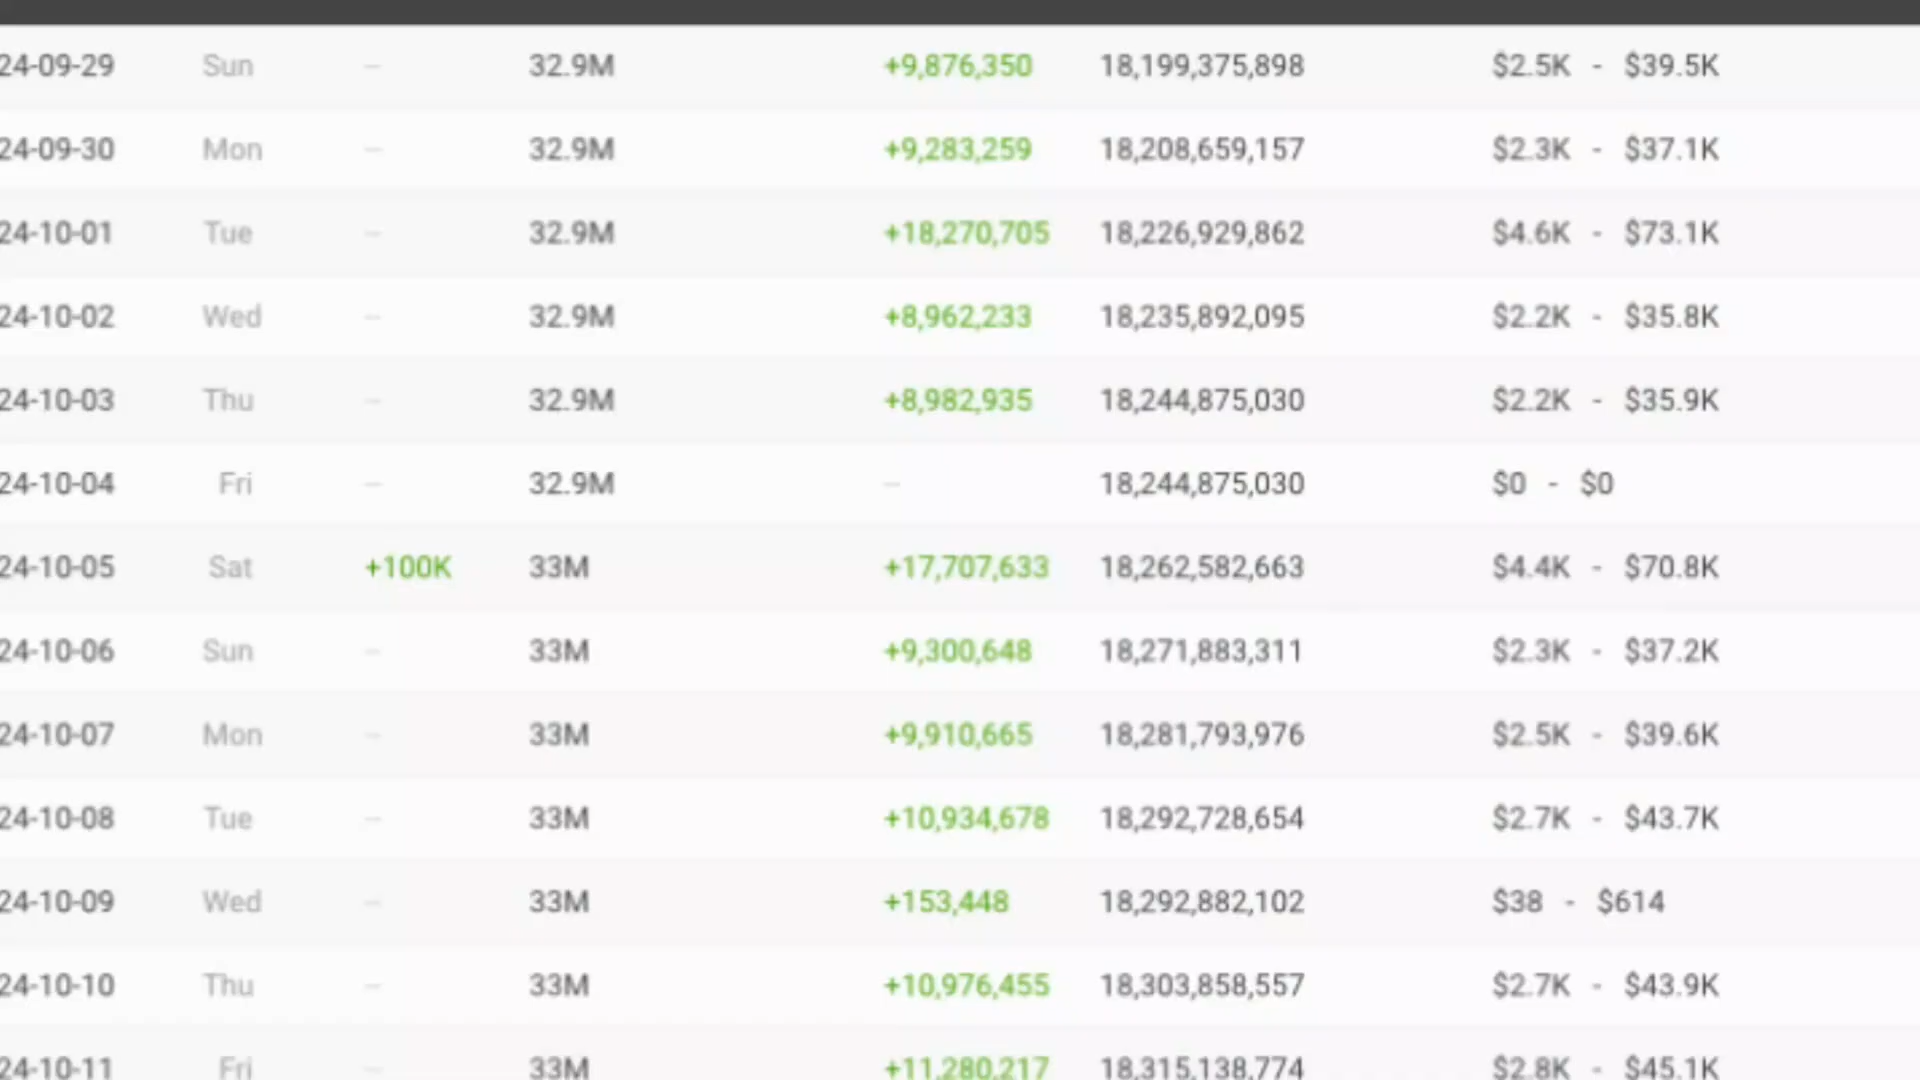 24-09-29 Sun – 32.9M +9,876,350 18,199,375,898 $2.5K - $39.5K
24-09-30 Mon – 32.9M +9,283,259 18,208,659,157 $2.3K - $37.1K
24-10-01 Tue – 32.9M +18,270,705 18,226,929,862 $4.6K - $73.1K
24-10-02 Wed – 32.9M +8,962,233 18,235,892,095 $2.2K - $35.8K
24-10-03 Thu – 32.9M +8,982,935 18,244,875,030 $2.2K - $35.9K
24-10-04 Fri – 32.9M – 18,244,875,030 $0 - $0
24-10-05 Sat +100K 33M +17,707,633 18,262,582,663 $4.4K - $70.8K
24-10-06 Sun – 33M +9,300,648 18,271,883,311 $2.3K - $37.2K
24-10-07 Mon – 33M +9,910,665 18,281,793,976 $2.5K - $39.6K
24-10-08 Tue – 33M +10,934,678 18,292,728,654 $2.7K - $43.7K
24-10-09 Wed – 33M +153,448 18,292,882,102 $38 - $614
24-10-10 Thu – 33M +10,976,455 18,303,858,557 $2.7K - $43.9K
24-10-11 Fri – 33M +11,280,217 18,315,138,774 $2.8K - $45.1K